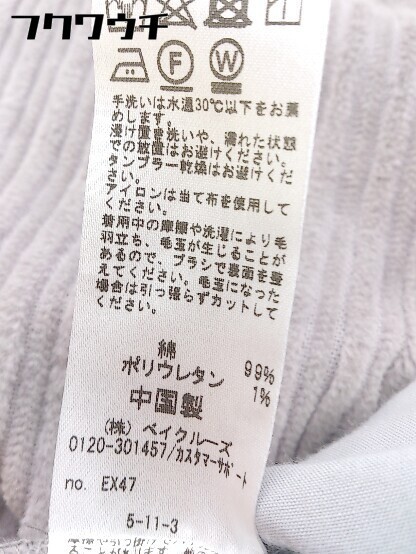 フクワウチ
F
W
手洗いは水温30℃以下をお薦
めします。
浸け置き洗いや、濡れた状態
での放置はお避けください。
タンブラー乾燥はお避けくださ
い。
アイロンは当て布を使用して
ください。
着用中の摩擦や洗濯により毛
羽立ち、毛玉が生じることが
あるので、ブラシで表面を整
えてください。毛玉になった
場合は引っ張らずカットして
ください。
綿 99%
ポリウレタン 1%
中国製
(株) ベイクルーズ
0120-301457/カスタマーサポート
no. EX47
5-11-3